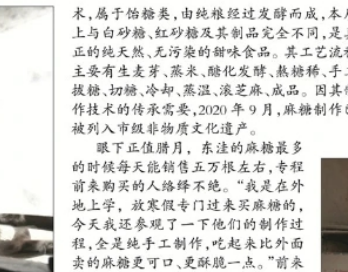 术，属于饴糖类，由纯粮经过发酵而成，本质
上与白砂糖、红砂糖及其制品完全不同，是真
正的纯天然、无污染的甜味食品。其工艺流程
主要有生麦芽、蒸米、醣化发酵、熬糖稀、手工
拔糖、切糖、冷却、蒸温、滚芝麻、成品。因其制
作技术的传承需要，2020 年 9 月，麻糖制作技
被列入市级非物质文化遗产。
眼下正值腊月，东洼的麻糖最多
的时候每天能销售五万根左右，专程
前来购买的人络绎不绝。“我是在外
地上学，放寒假专门过来买麻糖的，
今天我还参观了一下他们的制作过
程，全是纯手工制作，吃起来比外面
卖的麻糖更可口、更酥脆一点。”前来